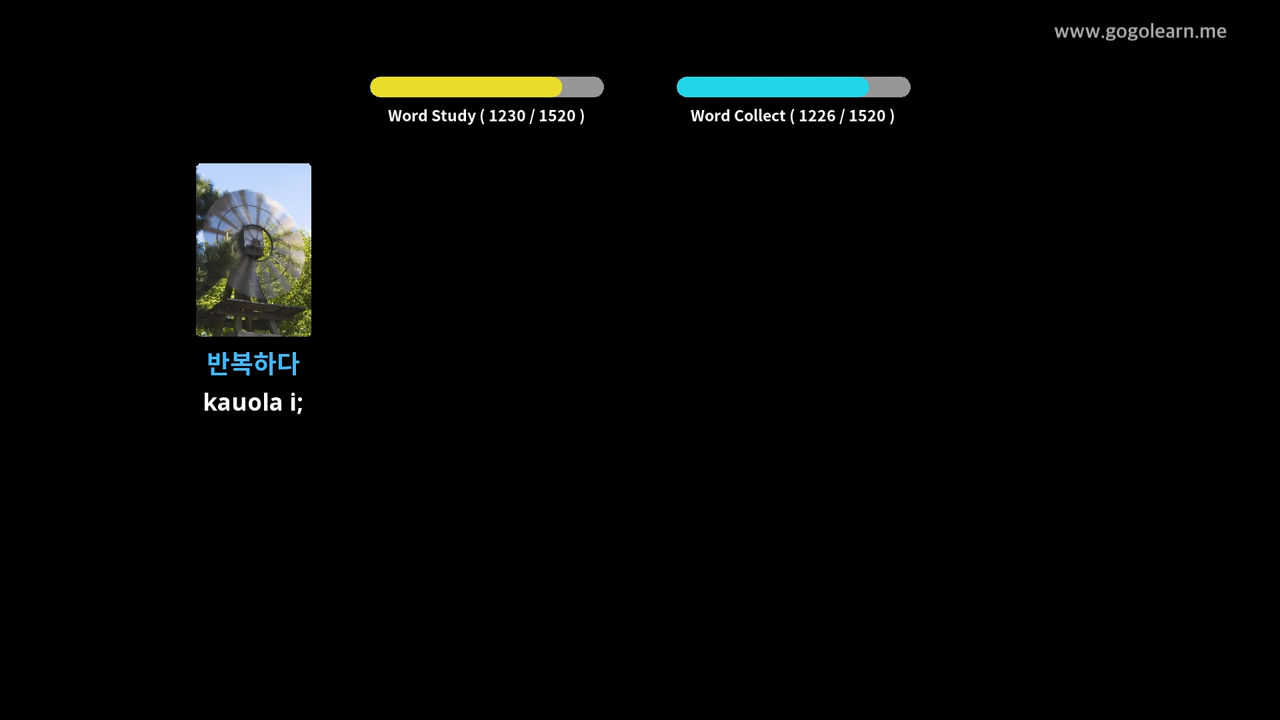 www.gogolearn.me
Word Study ( 1230 / 1520 )
Word Collect ( 1226 / 1520 )
반복하다
kauola i;